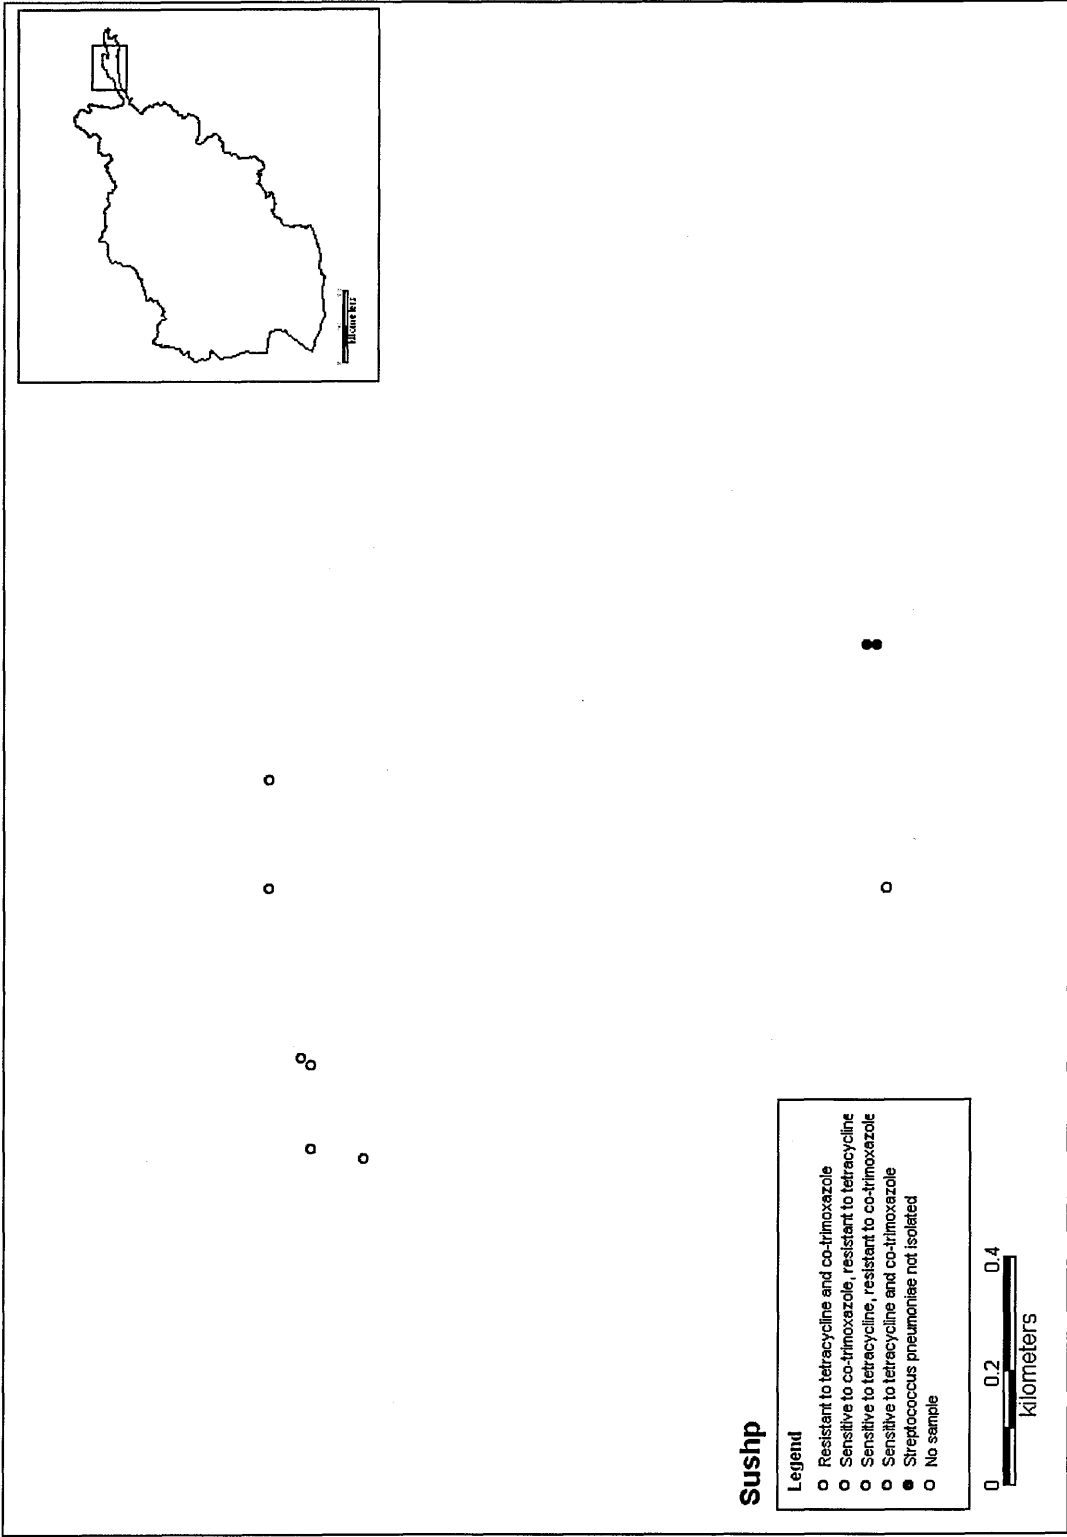 Sushp
Legend
Resistant to tetracycline and co-trimoxazole
Sensitive to co-trimoxazole, resistant to tetracycline
Sensitive to tetracycline, resistant to co-trimoxazole
Sensitive to tetracycline and co-trimoxazole
Streptococcus pneumoniae not isolated
No sample
0 0.2 0.4
kilometers
kilometers